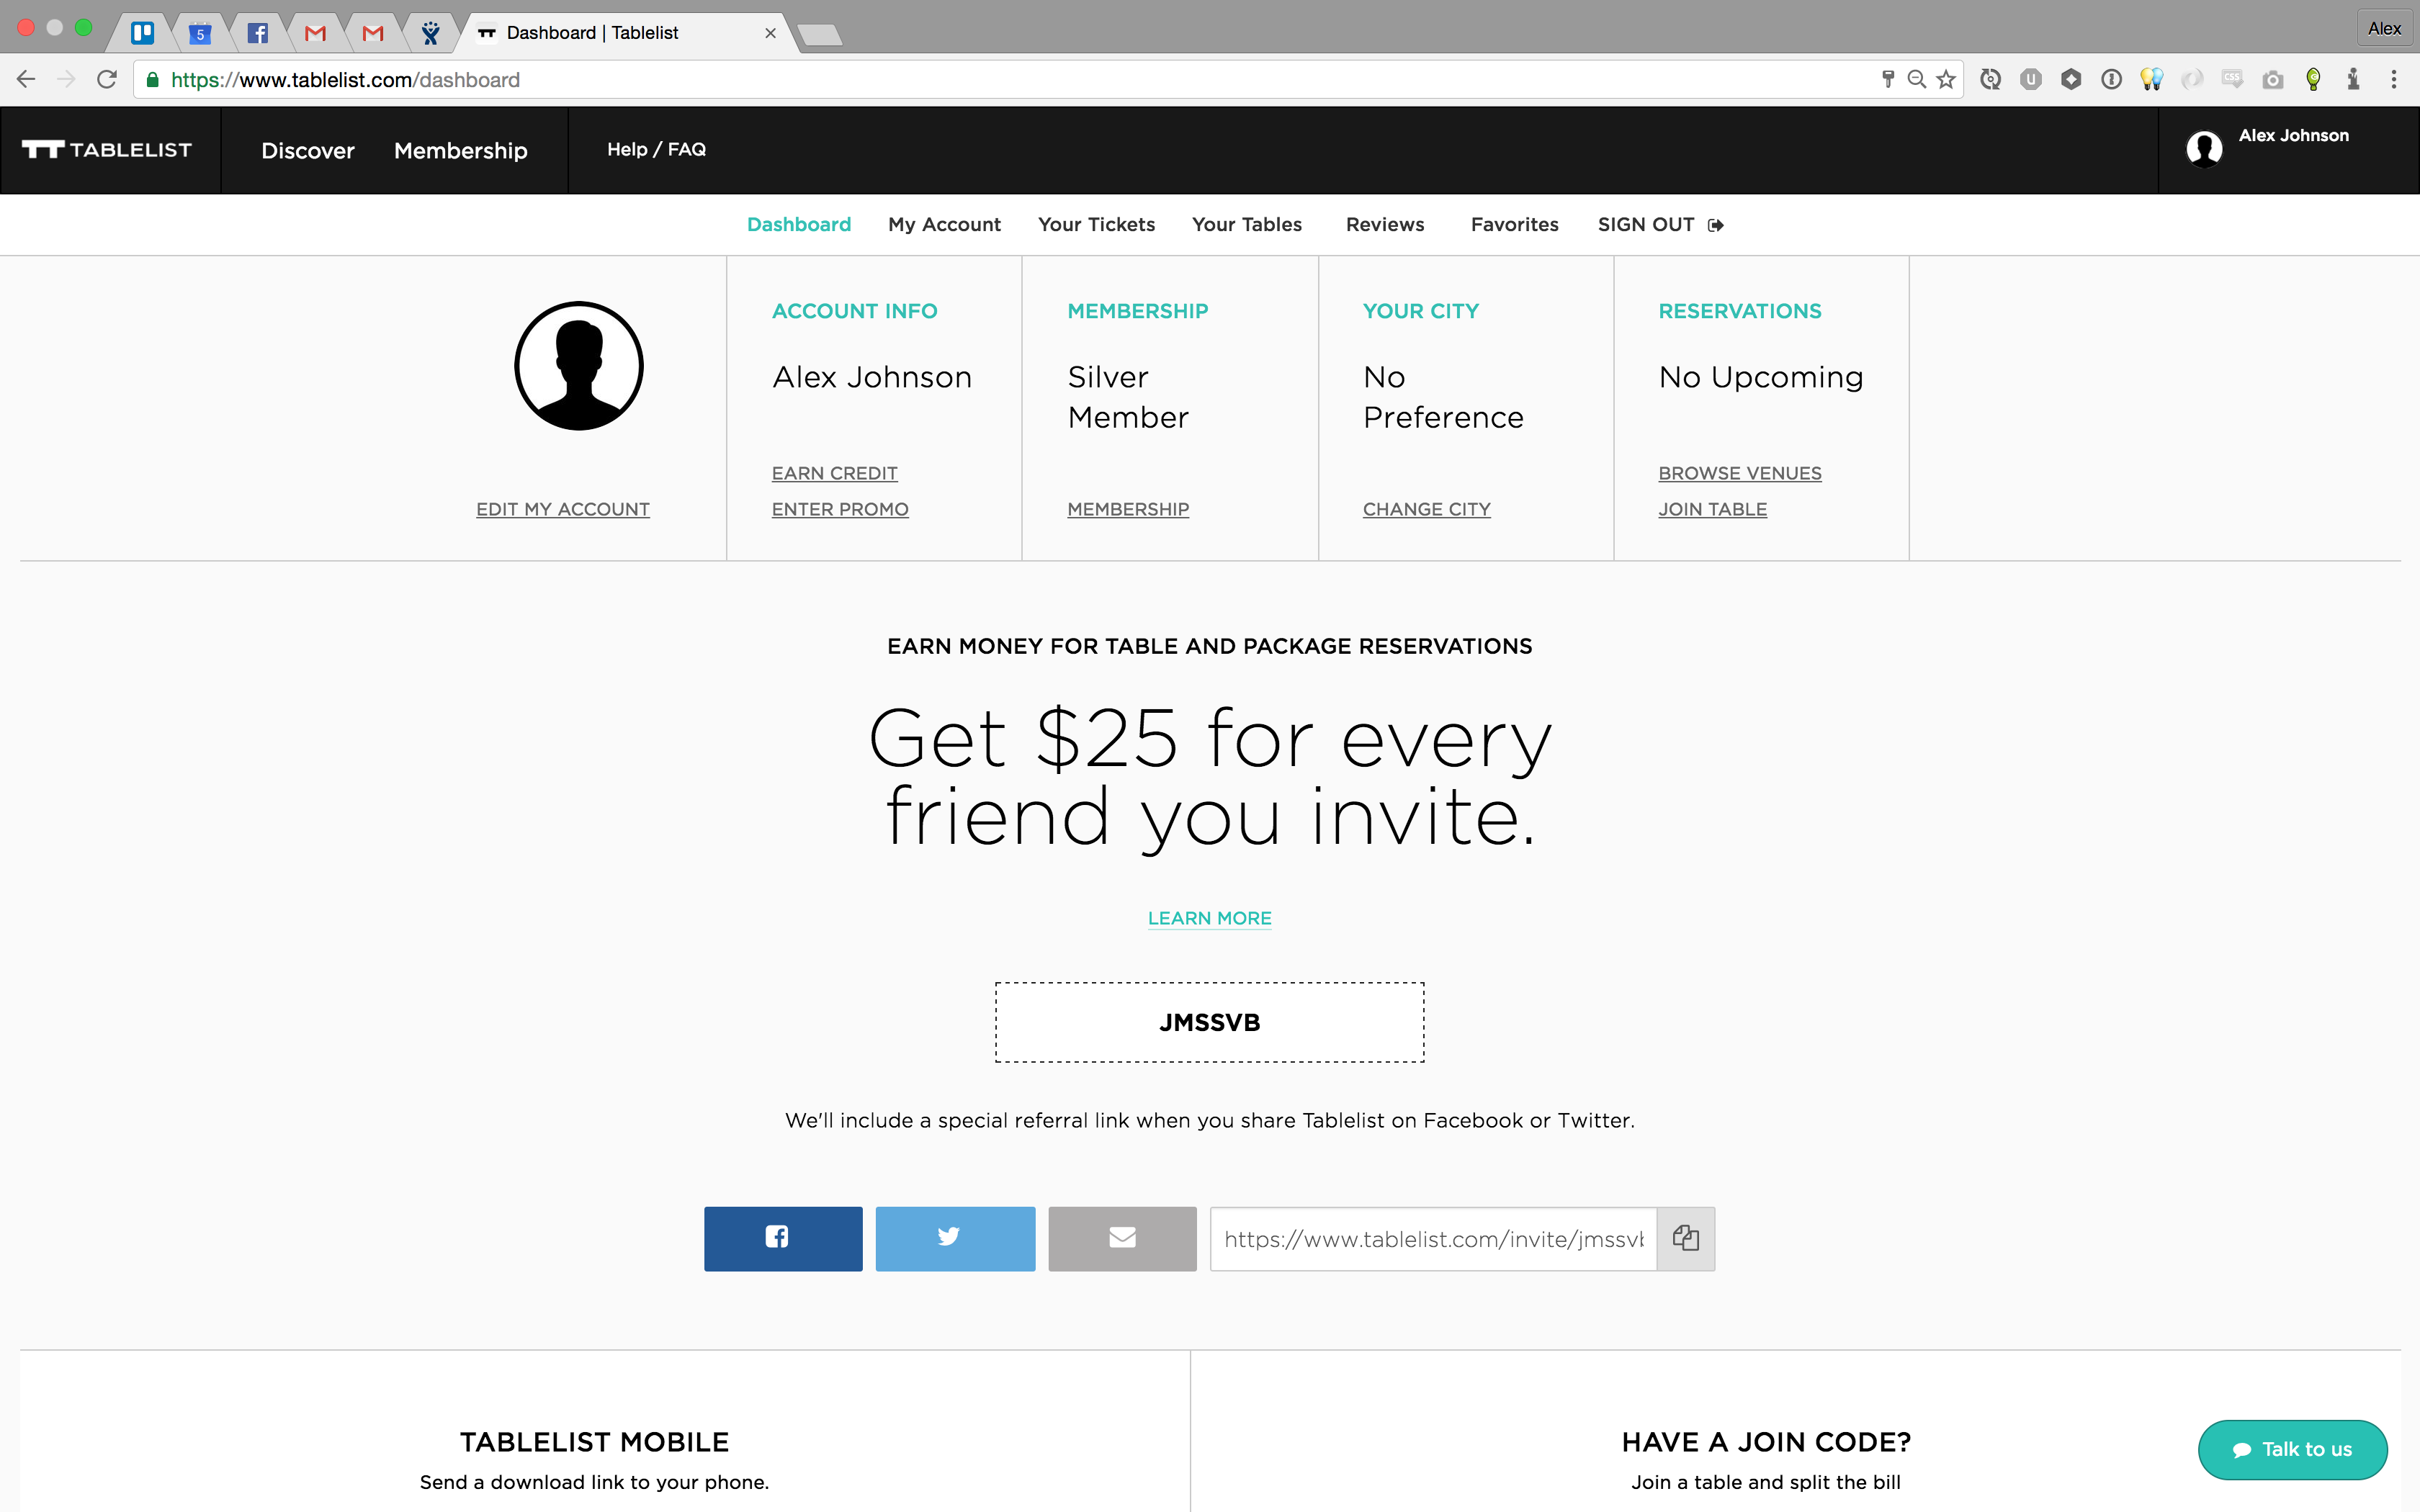 Dashboard | Tablelist
Alex
5
https://www.tablelist.com/dashboard
TABLELIST
Discover
Membership
Help / FAQ
Alex Johnson
Dashboard
My Account
Your Tickets
Your Tables
Reviews
Favorites
SIGN OUT
ACCOUNT INFO
Alex Johnson
EARN CREDIT
ENTER PROMO
EDIT MY ACCOUNT
MEMBERSHIP
Silver
Member
MEMBERSHIP
YOUR CITY
No
Preference
CHANGE CITY
RESERVATIONS
No Upcoming
BROWSE VENUES
JOIN TABLE
EARN MONEY FOR TABLE AND PACKAGE RESERVATIONS
Get $25 for every
friend you invite.
LEARN MORE
JMSSVB
We'll include a special referral link when you share Tablelist on Facebook or Twitter.
https://www.tablelist.com/invite/jmssvb
TABLELIST MOBILE
Send a download link to your phone.
HAVE A JOIN CODE?
Join a table and split the bill
Talk to us